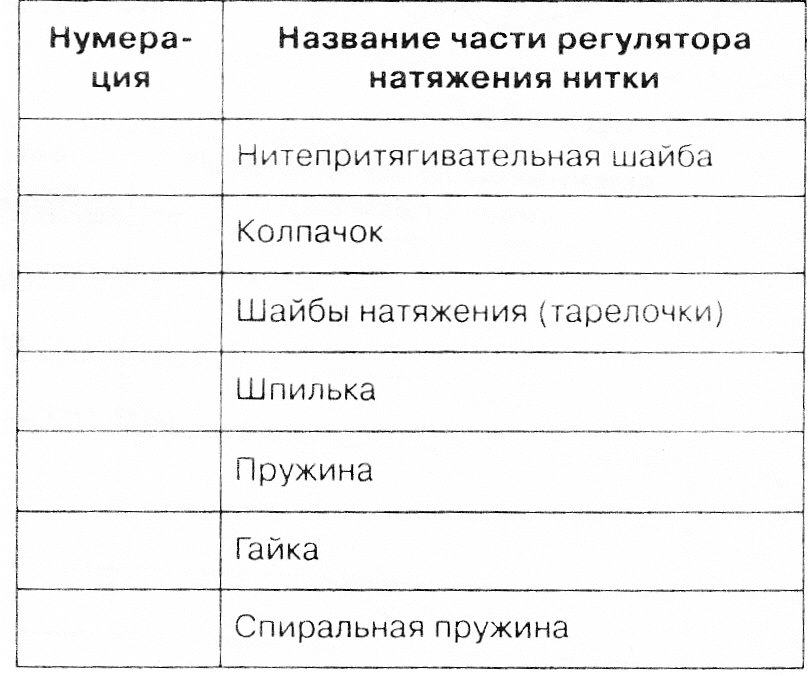 Нумера-
ция
Название части регулятора
натяжения нитки
Нитепритягивательная шайба
Колпачок
Шайбы натяжения (тарелочки)
Шпилька
Пружина
Гайка
Спиральная пружина